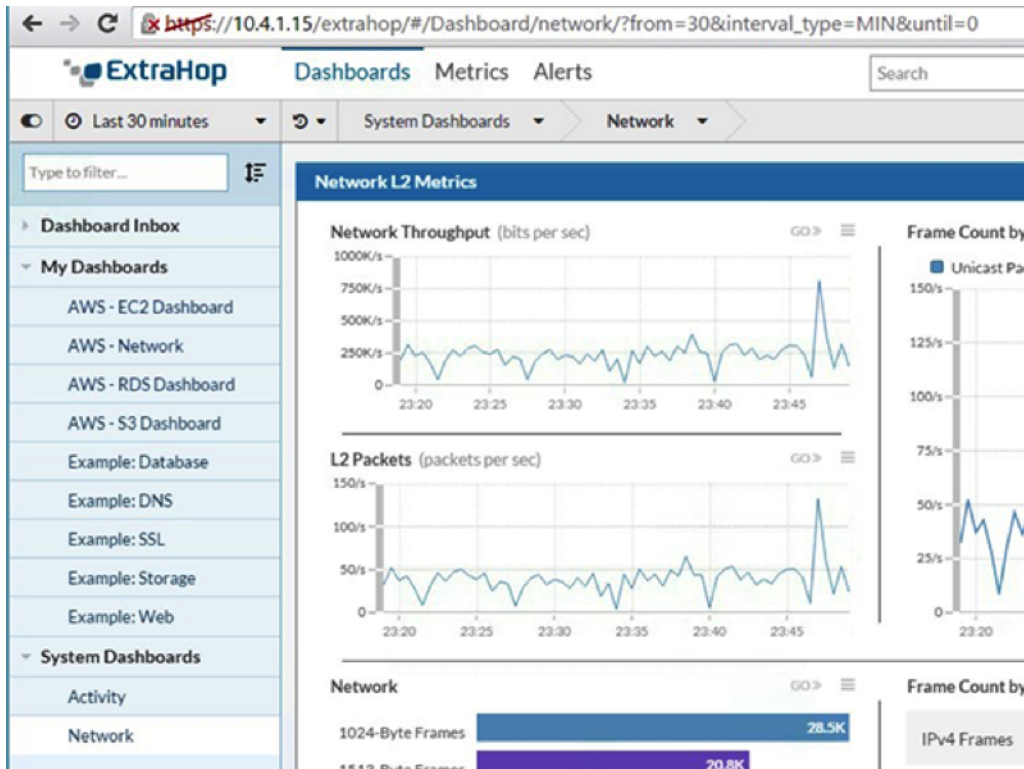 https://10.4.1.15/extrahop/#/Dashboard/network/?from=30&interval_type=MIN&until=0
ExtraHop
Dashboards Metrics Alerts
Search
Last 30 minutes
System Dashboards
Network
Type to filter...
Dashboard Inbox
My Dashboards
AWS - EC2 Dashboard
AWS - Network
AWS - RDS Dashboard
AWS - S3 Dashboard
Example: Database
Example: DNS
Example: SSL
Example: Storage
Example: Web
System Dashboards
Activity
Network
Network L2 Metrics
Network Throughput (bits per sec)
GO»
1000K/s
750K/s
500K/s
250K/s
0
23:20 23:25 23:30 23:35 23:40 23:45
L2 Packets (packets per sec)
GO»
150/s
100/s
50/s
0
23:20 23:25 23:30 23:35 23:40 23:45
Network
GO»
1024-Byte Frames 28.5K
1513-Byte Frames 20.8K
Frame Count by
Unicast Pa
150/s
125/s
100/s
75/s
50/s
25/s
0
23:20
Frame Count by
IPv4 Frames